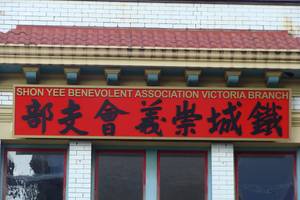 SHON YEE BENEVOLENT ASSOCIATION VICTORIA BRANCH
部支會義崇城鐵